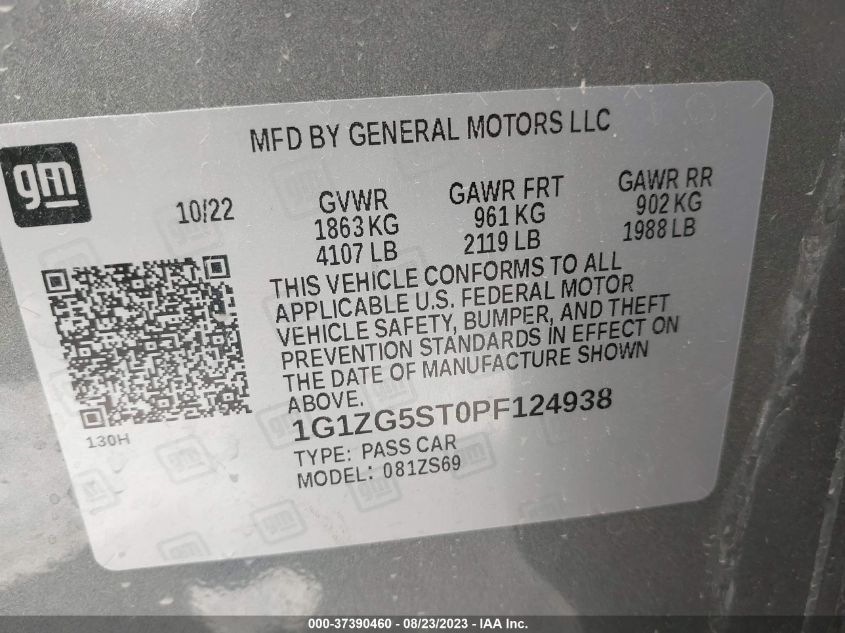 MFD BY GENERAL MOTORS LLC
gm
10/22
GVWR
1863 KG
4107 LB
GAWR FRT
961 KG
2119 LB
GAWR RR
902 KG
1988 LB
THIS VEHICLE CONFORMS TO ALL
APPLICABLE U.S. FEDERAL MOTOR
VEHICLE SAFETY, BUMPER, AND THEFT
PREVENTION STANDARDS IN EFFECT ON
THE DATE OF MANUFACTURE SHOWN
ABOVE.
1G1ZG5ST0PF124938
TYPE: PASS CAR
MODEL: 081ZS69
130H
000-37390460 - 08/23/2023 - IAA Inc.